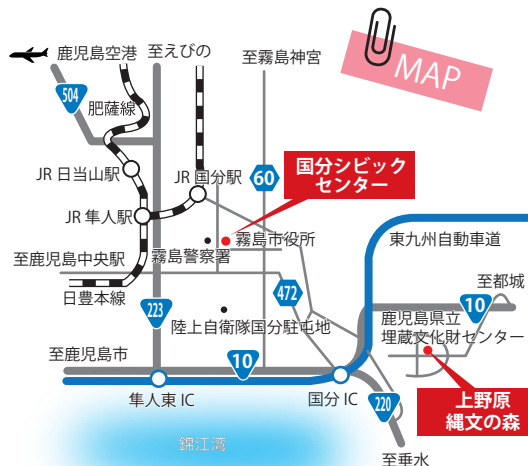 鹿児島空港
至えびの
至霧島神宮
MAP
504
肥薩線
JR 日当山駅
JR 国分駅
60
国分シビック
センター
JR 隼人駅
霧島市役所
東九州自動車道
霧島警察署
至鹿児島中央駅
至都城
日豊本線
472
10
223
鹿児島県立
埋蔵文化財センター
陸上自衛隊国分駐屯地
至鹿児島市
10
隼人東 IC
国分 IC
220
上野原
縄文の森
錦江湾
至垂水